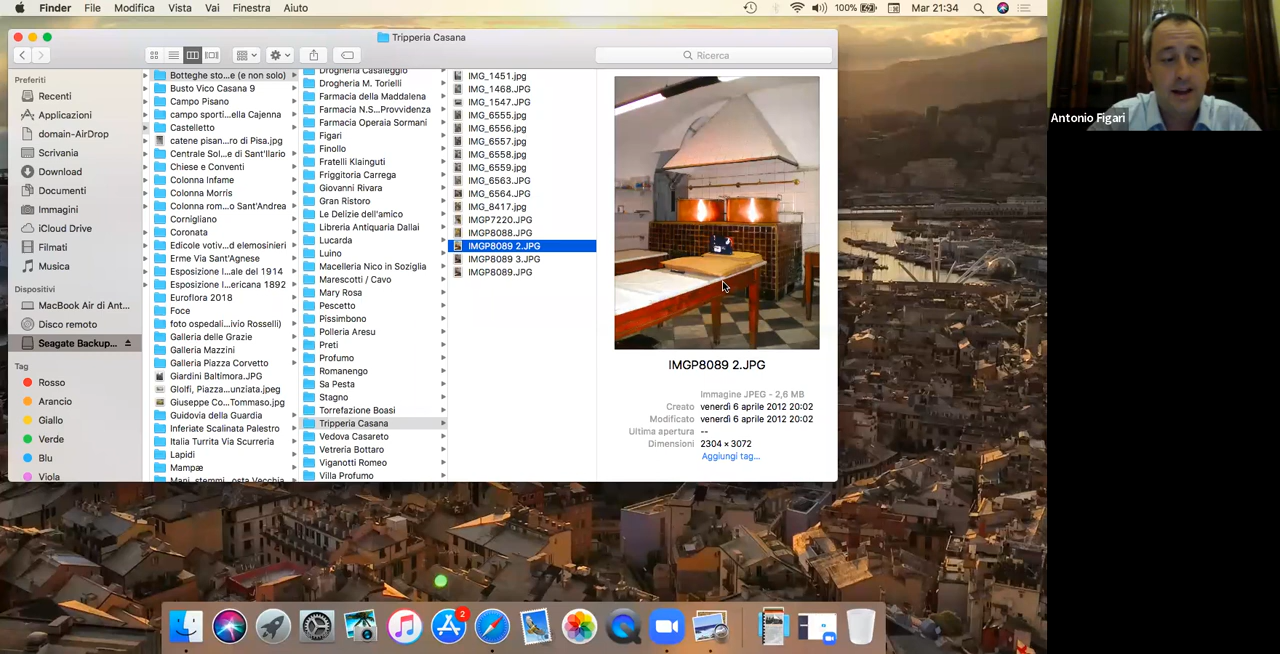 Finder File Modifica Vista Vai Finestra Aiuto 100% Mar 21:34
Tripperia Casana
Ricerca
Preferiti
Recenti
Applicazioni
domain-AirDrop
Scrivania
Download
Documenti
Immagini
iCloud Drive
Filmati
Musica
Dispositivi
MacBook Air di Ant...
Disco remoto
Seagate Backup...
Tag
Rosso
Arancio
Giallo
Verde
Blu
Viola
Botteghe sto...e (e non solo)
Busto Vico Casana 9
Campo Pisano
campo sporti...ella Cajenna
Castelletto
catene pisan...ro di Pisa.jpg
Centrale Sol...e di Sant'Ilario
Chiese e Conventi
Colonna Infame
Colonna Morris
Colonna rom...o Sant'Andrea
Cornigliano
Coronata
Edicole votiv...d elemosinieri
Erme Via Sant'Agnese
Esposizione I...ale del 1914
Esposizione I...ericana 1892
Euroflora 2018
Foce
foto ospedali...ivio Rosselli)
Galleria delle Grazie
Galleria Mazzini
Galleria Piazza Corvetto
Giardini Baltimora.JPG
Giolfi, Piazza...unziata.jpeg
Giuseppe Co...Tommaso.jpg
Guidovia della Guardia
Inferiate Scalinata Palestro
Italia Turrita Via Scurreria
Lapidi
Mampæ
Mani, stemmi...osta Vecchia
Drogheria Casaleggio
Drogheria M. Torielli
Farmacia della Maddalena
Farmacia N.S...Provvidenza
Farmacia Operaia Sormani
Figari
Finollo
Fratelli Klainguti
Friggitoria Carrega
Giovanni Rivara
Gran Ristoro
Le Delizie dell'amico
Libreria Antiquaria Dallai
Lucarda
Luino
Macelleria Nico in Soziglia
Marescotti / Cavo
Mary Rosa
Pescetto
Pissimbono
Polleria Aresu
Preti
Profumo
Romanengo
Sa Pesta
Stagno
Torrefazione Boasi
Tripperia Casana
Vedova Casareto
Vetreria Bottaro
Viganotti Romeo
Villa Profumo
IMG_1451.jpg
IMG_1468.JPG
IMG_1547.JPG
IMG_6555.jpg
IMG_6556.jpg
IMG_6557.jpg
IMG_6558.jpg
IMG_6559.jpg
IMG_6563.JPG
IMG_6564.JPG
IMG_8417.jpg
IMGP7220.JPG
IMGP8088.JPG
IMGP8089 2.JPG
IMGP8089 3.JPG
IMGP8089.JPG
IMGP8089 2.JPG
Immagine JPEG - 2,6 MB
Creato venerdì 6 aprile 2012 20:02
Modificato venerdì 6 aprile 2012 20:02
Ultima apertura --
Dimensioni 2304 × 3072
Aggiungi tag...
Antonio Figari
2